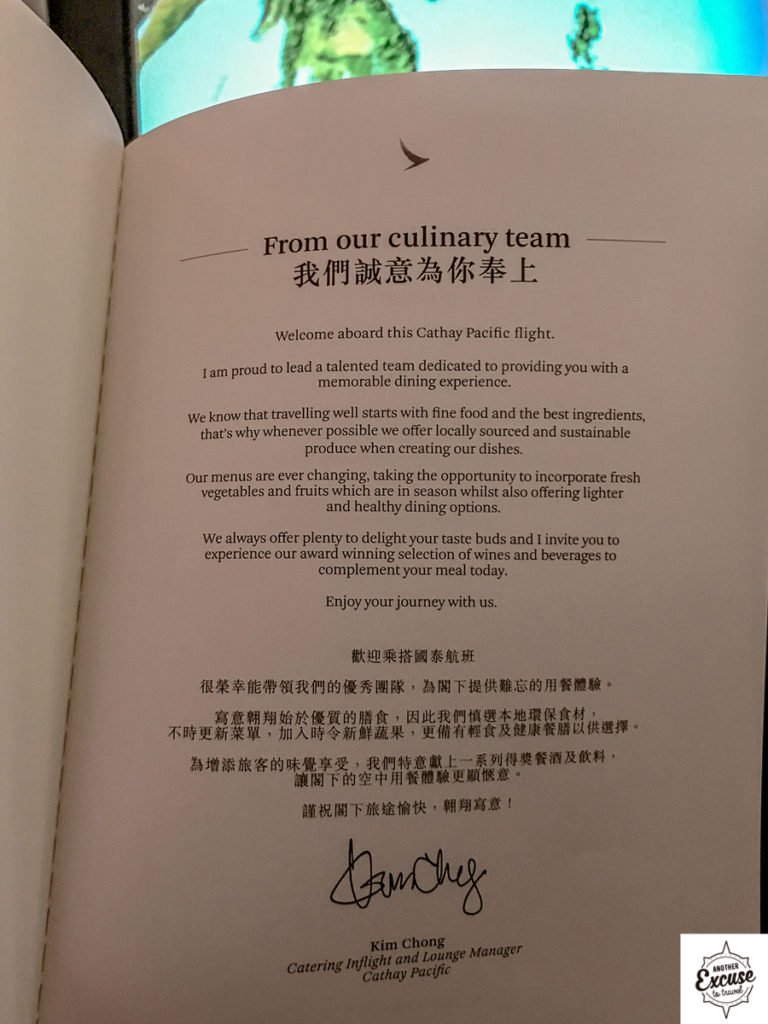 From our culinary team
我們誠意為你奉上
Welcome aboard this Cathay Pacific flight.
I am proud to lead a talented team dedicated to providing you with a
memorable dining experience.
We know that travelling well starts with fine food and the best ingredients,
that's why whenever possible we offer locally sourced and sustainable
produce when creating our dishes.
Our menus are ever changing, taking the opportunity to incorporate fresh
vegetables and fruits which are in season whilst also offering lighter
and healthy dining options.
We always offer plenty to delight your taste buds and I invite you to
experience our award winning selection of wines and beverages to
complement your meal today.
Enjoy your journey with us.
歡迎乘搭國泰航班
很榮幸能帶領我們的優秀團隊，為閣下提供難忘的用餐體驗。
寫意翱翔始於優質的膳食，因此我們慎選本地環保食材，
不時更新菜單，加入時令新鮮蔬果，更備有輕食及健康餐膳以供選擇。
為增添旅客的味覺享受，我們特意獻上一系列得獎餐酒及飲料，
讓閣下的空中用餐體驗更顯愜意。
謹祝閣下旅途愉快，翱翔寫意！
Kim Chong
Catering Inflight and Lounge Manager
Cathay Pacific
ANOTHER
Excuse
to travel